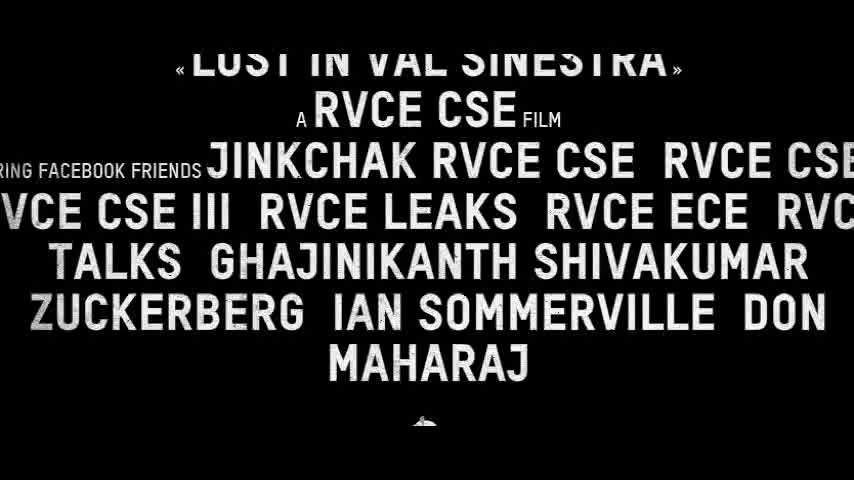 « LOST IN VAL SINESTRA »
A RVCE CSE FILM
RING FACEBOOK FRIENDS JINKCHAK RVCE CSE RVCE CSE
VCE CSE III RVCE LEAKS RVCE ECE RVC
TALKS GHAJINIKANTH SHIVAKUMAR
ZUCKERBERG IAN SOMMERVILLE DON
MAHARAJ